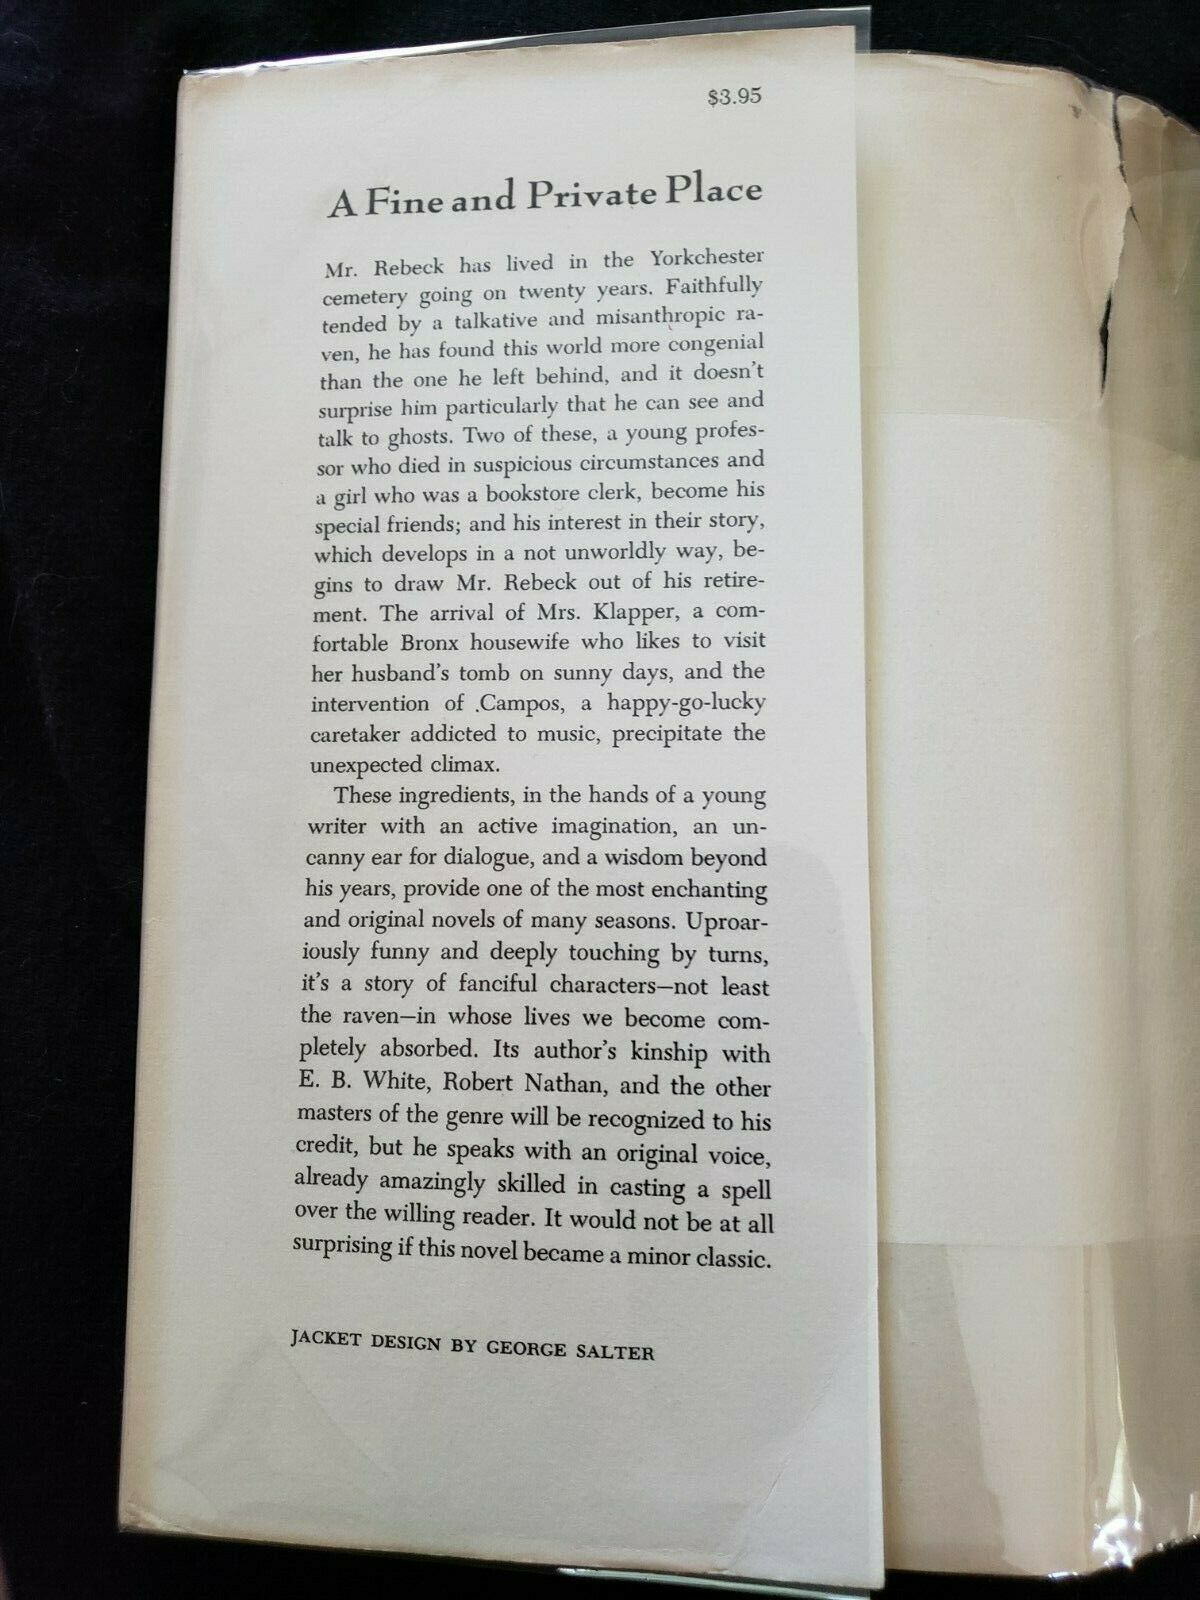 $3.95
A Fine and Private Place
Mr. Rebeck has lived in the Yorkchester
cemetery going on twenty years. Faithfully
tended by a talkative and misanthropic ra-
ven, he has found this world more congenial
than the one he left behind, and it doesn't
surprise him particularly that he can see and
talk to ghosts. Two of these, a young profes-
sor who died in suspicious circumstances and
a girl who was a bookstore clerk, become his
special friends; and his interest in their story,
which develops in a not unworldly way, be-
gins to draw Mr. Rebeck out of his retire-
ment. The arrival of Mrs. Klapper, a com-
fortable Bronx housewife who likes to visit
her husband's tomb on sunny days, and the
intervention of .Campos, a happy-go-lucky
caretaker addicted to music, precipitate the
unexpected climax.
These ingredients, in the hands of a young
writer with an active imagination, an un-
canny ear for dialogue, and a wisdom beyond
his years, provide one of the most enchanting
and original novels of many seasons. Uproar-
iously funny and deeply touching by turns,
it's a story of fanciful characters—not least
the raven—in whose lives we become com-
pletely absorbed. Its author's kinship with
E. B. White, Robert Nathan, and the other
masters of the genre will be recognized to his
credit, but he speaks with an original voice,
already amazingly skilled in casting a spell
over the willing reader. It would not be at all
surprising if this novel became a minor classic.
JACKET DESIGN BY GEORGE SALTER